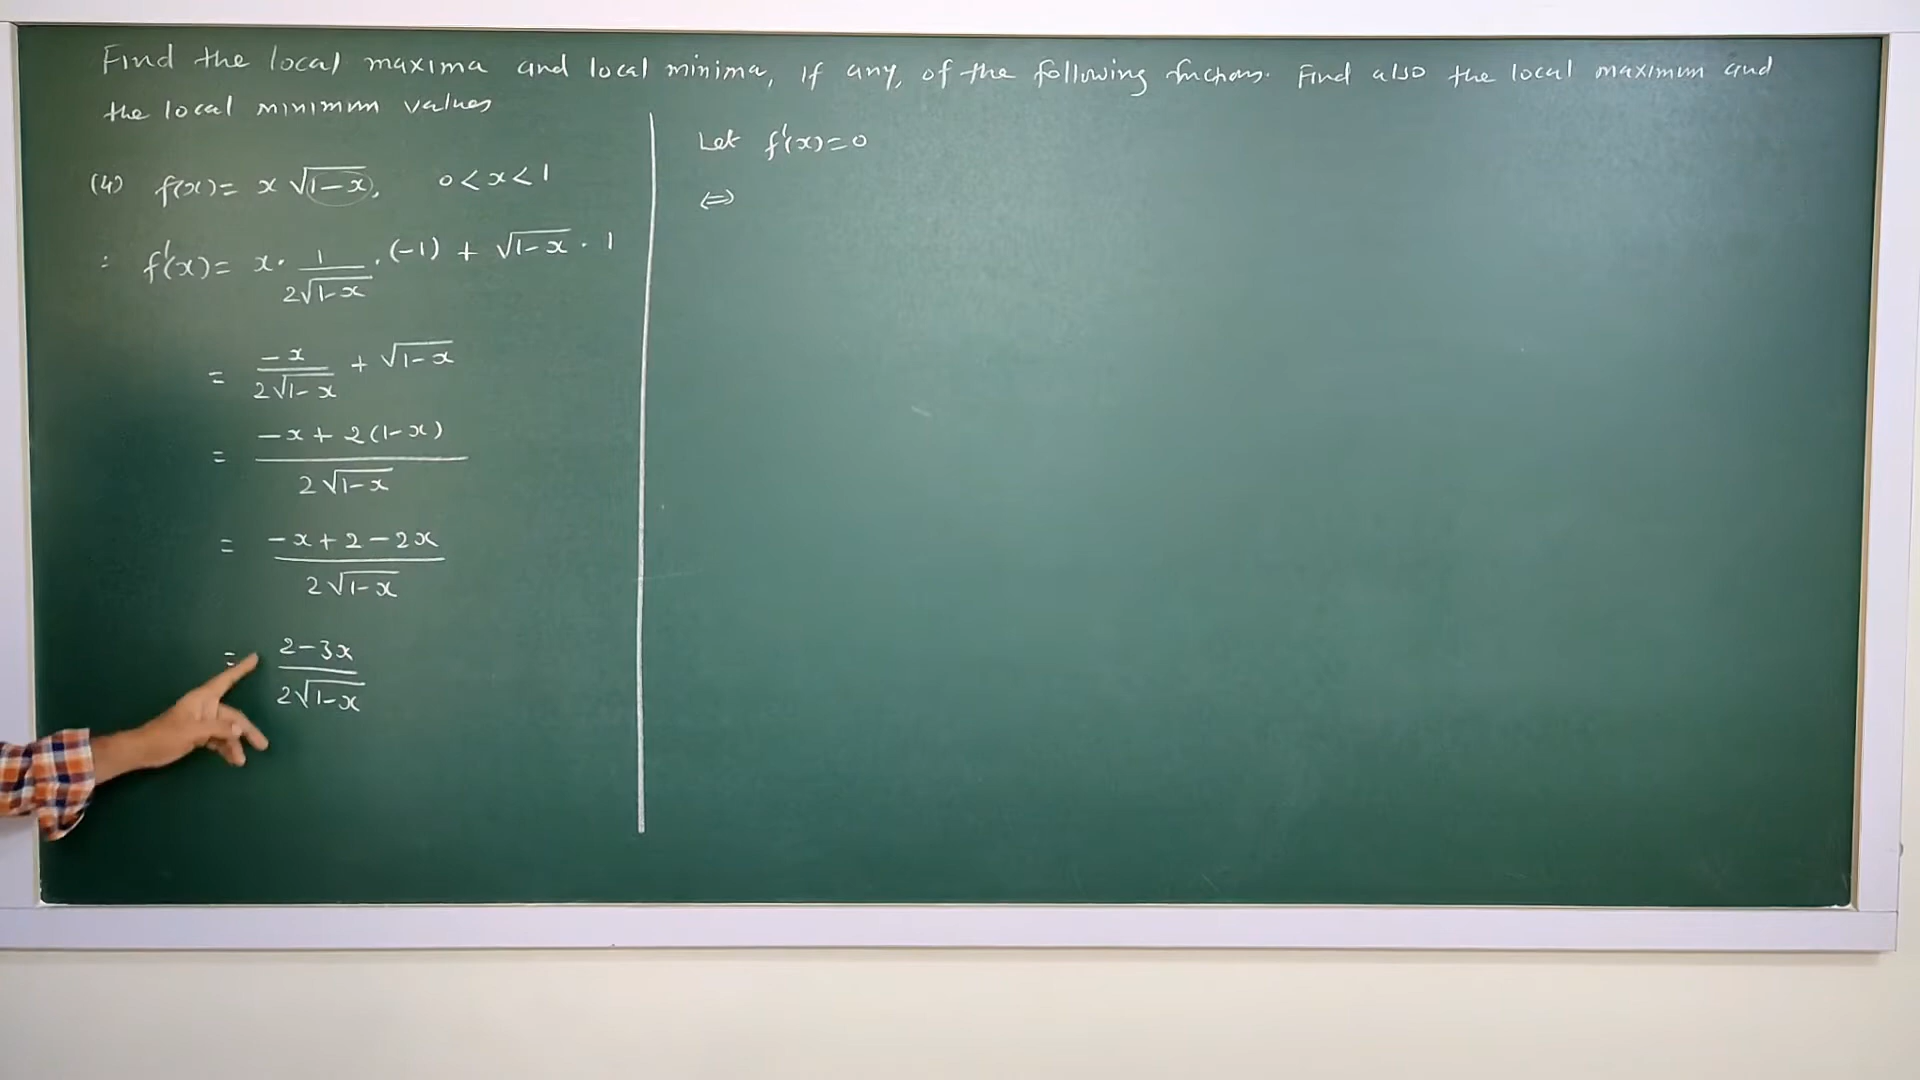 Find the local maxima and local minima, if any, of the following functions. Find also the local maximum and
the local minimum values
(4) f(x) = x √(1-x), 0 < x < 1
: f'(x) = x · 1/(2√(1-x)) · (-1) + √(1-x) · 1
= -x/(2√(1-x)) + √(1-x)
= (-x + 2(1-x))/(2√(1-x))
= (-x + 2 - 2x)/(2√(1-x))
= (2-3x)/(2√(1-x))
Let f'(x) = 0
⇔